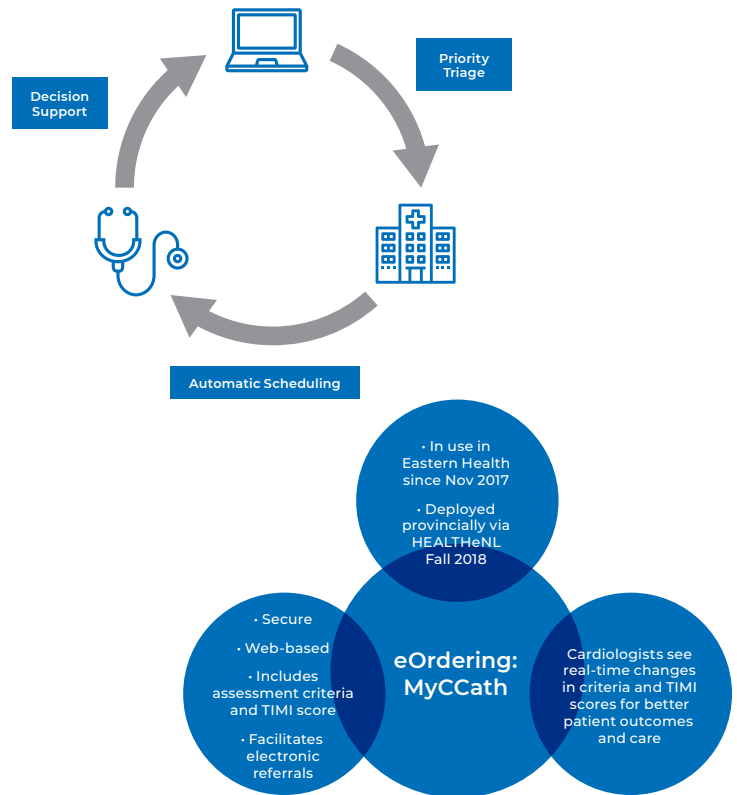 Priority
Triage
Decision
Support
Automatic Scheduling
• In use in
Eastern Health
since Nov 2017
• Deployed
provincially via
HEALTHeNL
Fall 2018
• Secure
• Web-based
• Includes
assessment criteria
and TIMI score
• Facilitates
electronic
referrals
eOrdering:
MyCCath
Cardiologists see
real-time changes
in criteria and TIMI
scores for better
patient outcomes
and care